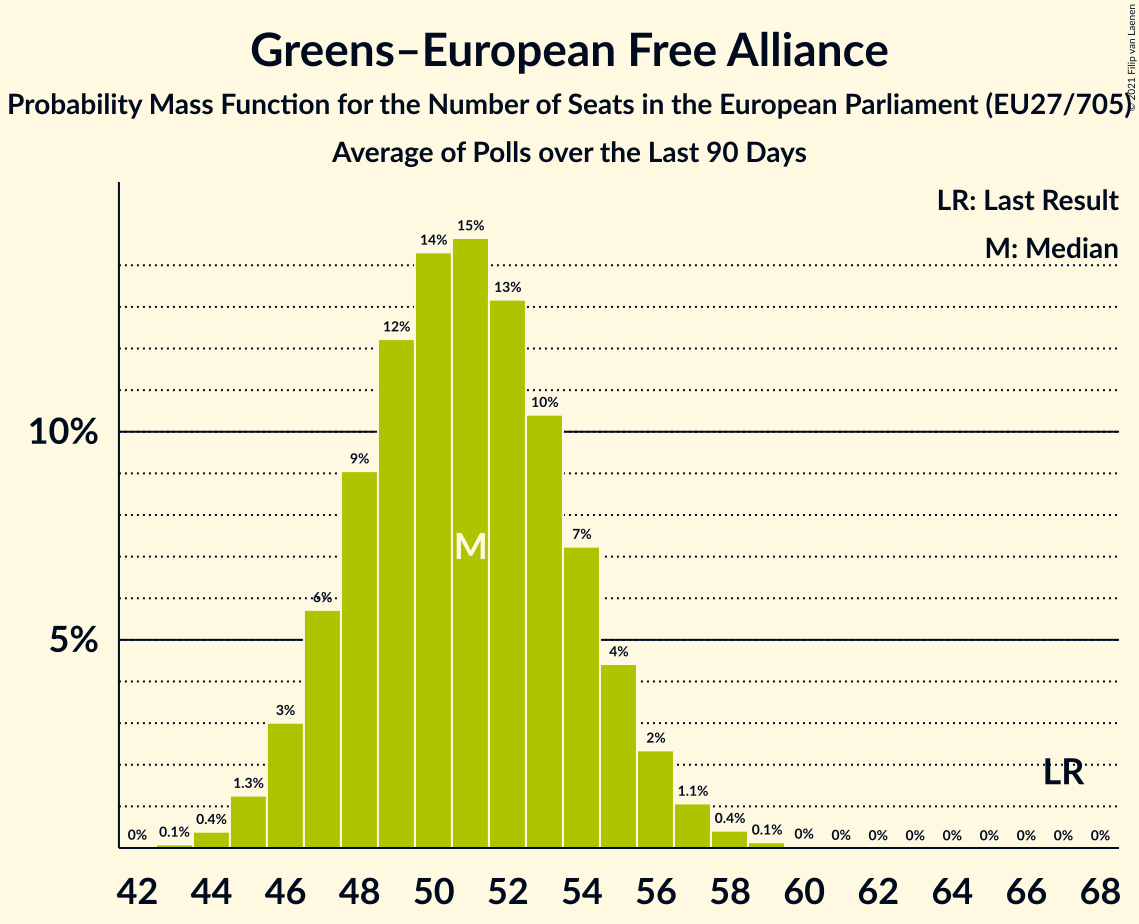 Greens–European Free Alliance
Probability Mass Function for the Number of Seats in the European Parliament (EU27/705)
Average of Polls over the Last 90 Days
© 2021 Filip van Laenen
LR: Last Result
M: Median
15%
14%
13%
12%
10%
10%
9%
7%
M
6%
5%
4%
3%
2%
LR
1.3%
1.1%
0.4%
0.4%
0% 0.1% 0.1% 0% 0% 0% 0% 0% 0% 0% 0% 0%
42 44 46 48 50 52 54 56 58 60 62 64 66 68